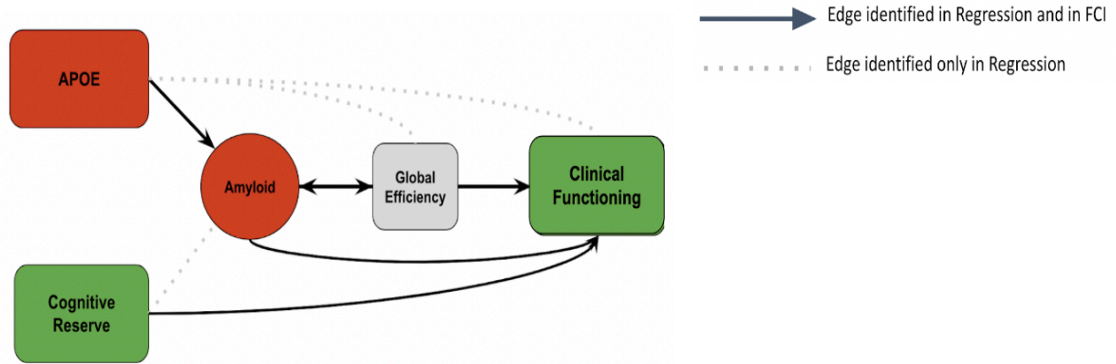 Edge identified in Regression and in FCI
Edge identified only in Regression
APOE
Amyloid
Global
Efficiency
Clinical
Functioning
Cognitive
Reserve